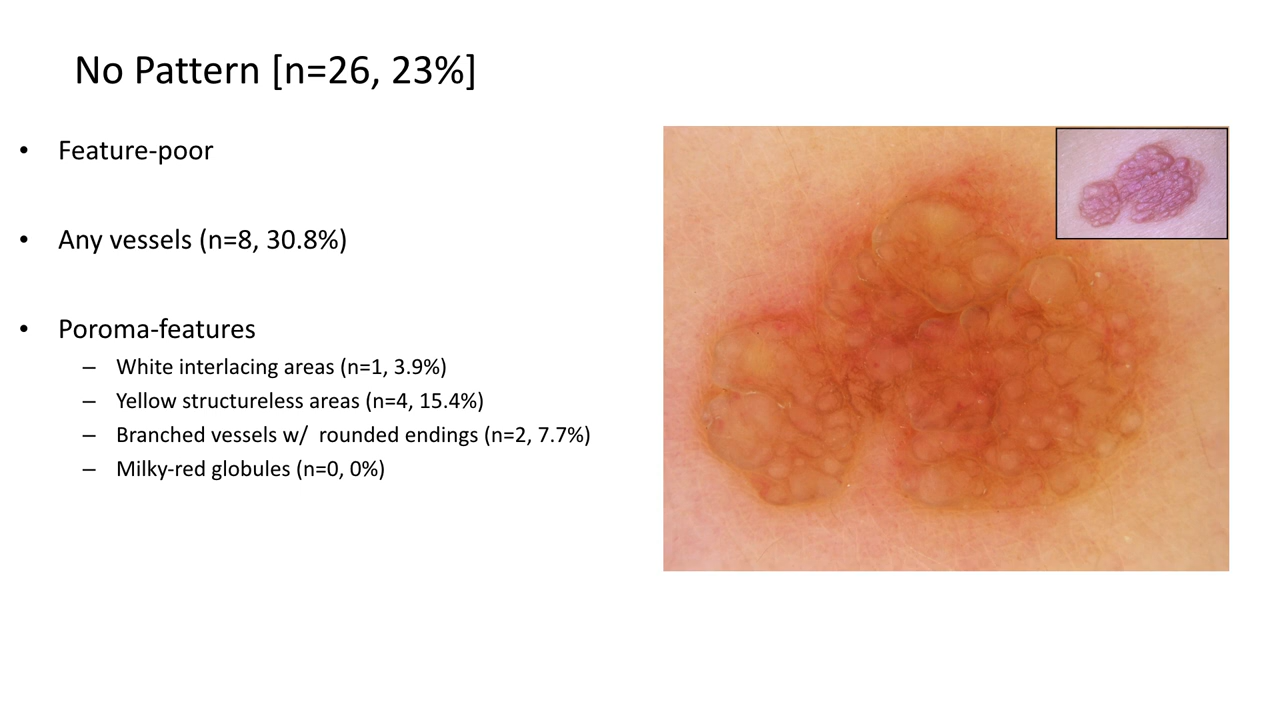 No Pattern [n=26, 23%]
• Feature-poor
• Any vessels (n=8, 30.8%)
• Poroma-features
– White interlacing areas (n=1, 3.9%)
– Yellow structureless areas (n=4, 15.4%)
– Branched vessels w/  rounded endings (n=2, 7.7%)
– Milky-red globules (n=0, 0%)